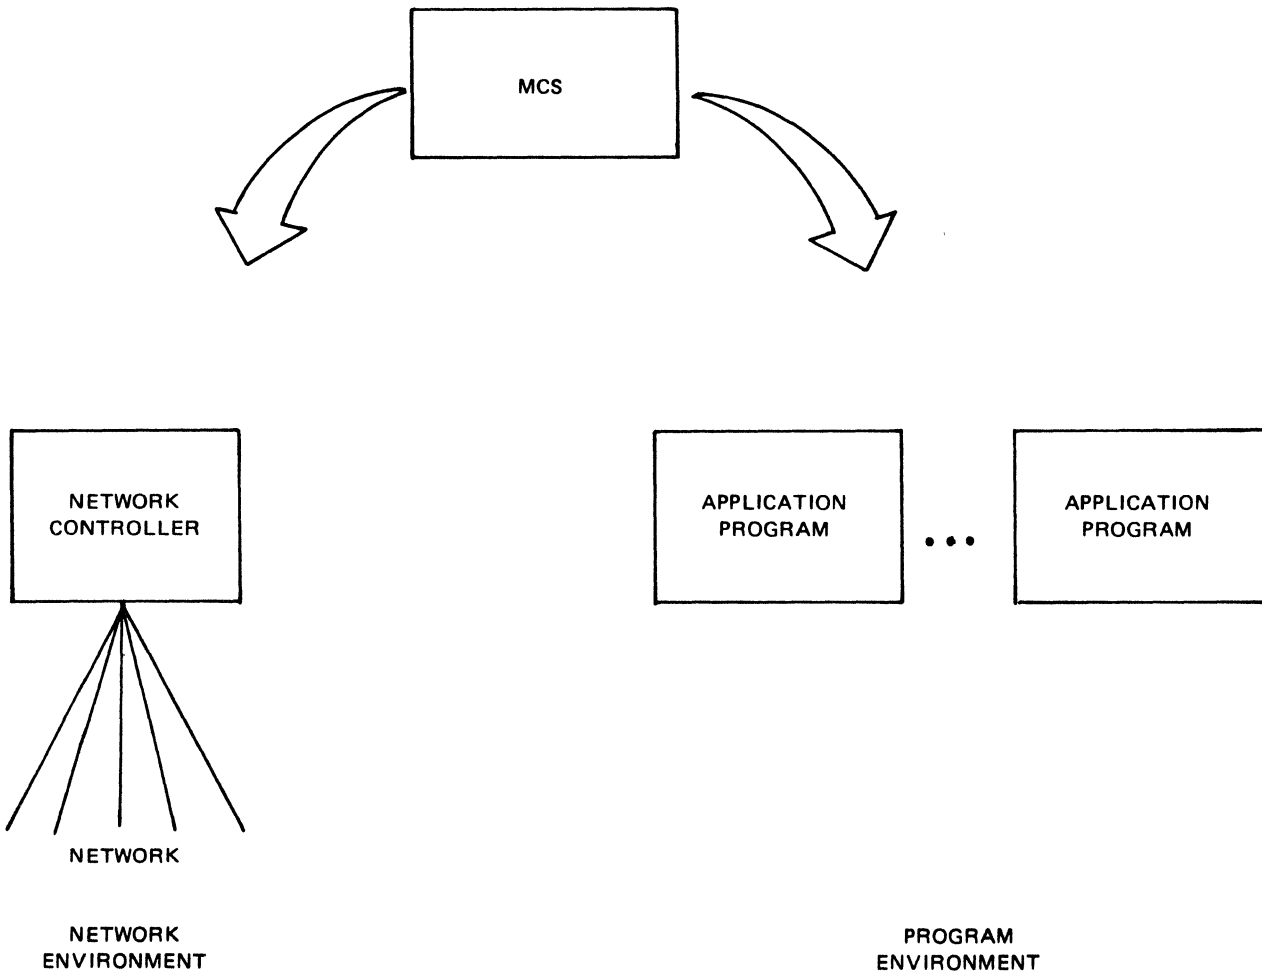 MCS
NETWORK
CONTROLLER
APPLICATION
PROGRAM
APPLICATION
PROGRAM
NETWORK
NETWORK
ENVIRONMENT
PROGRAM
ENVIRONMENT